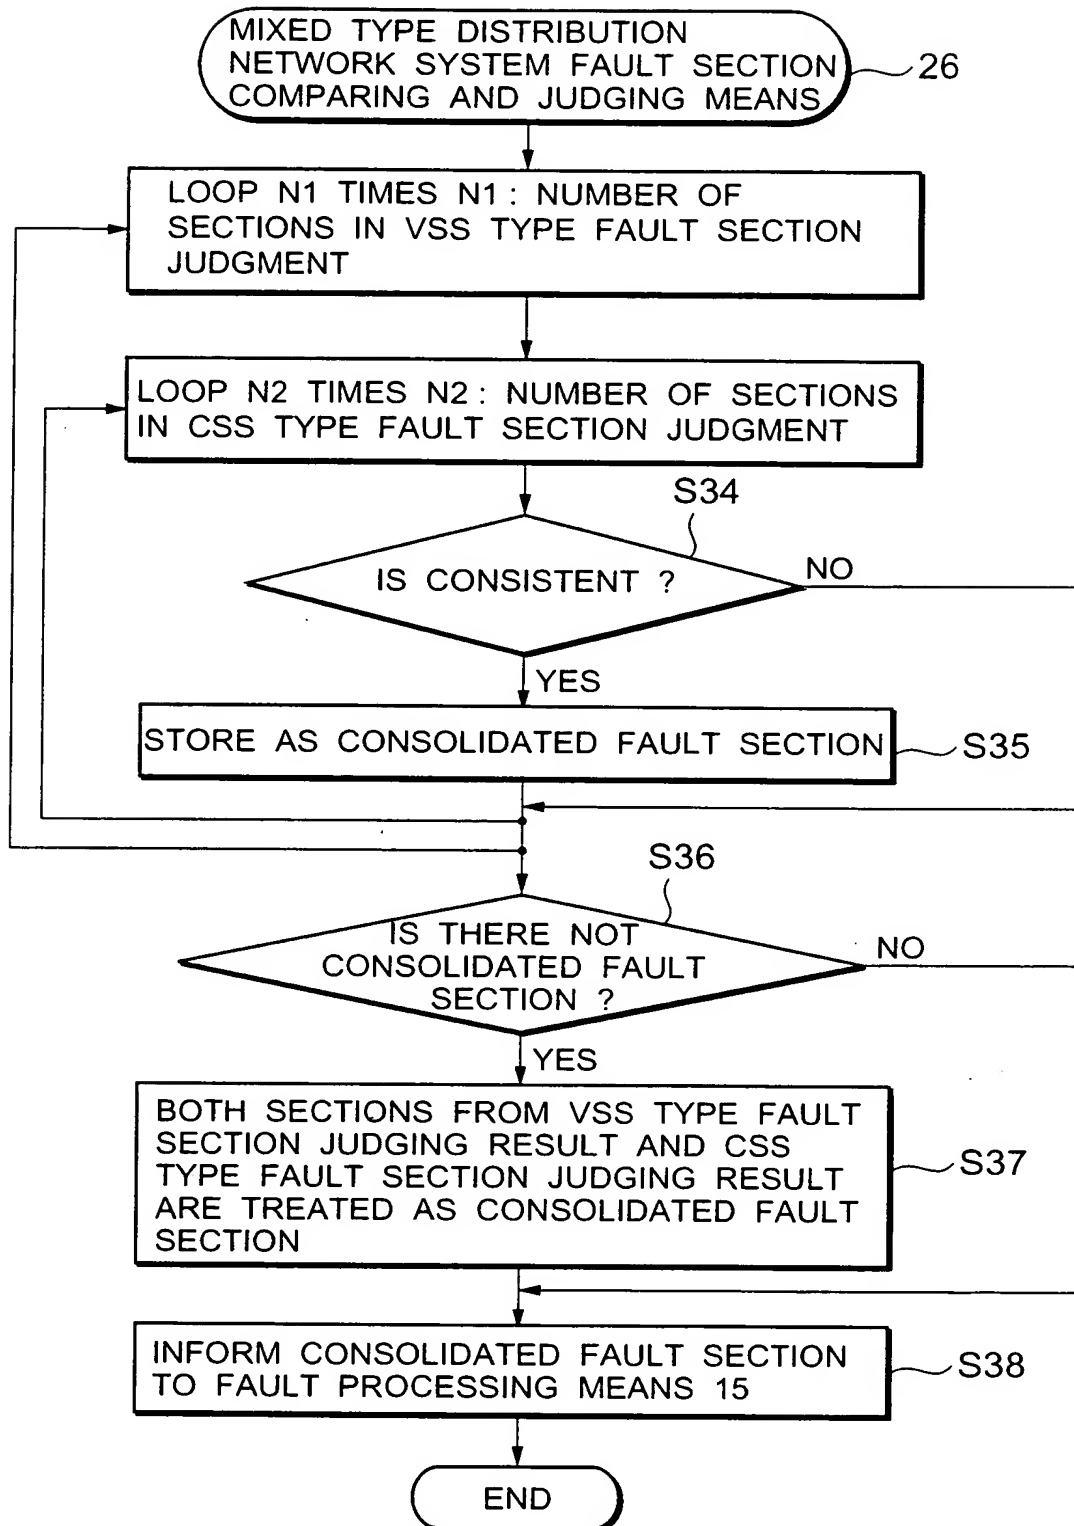 MIXED TYPE DISTRIBUTION
NETWORK SYSTEM FAULT SECTION
COMPARING AND JUDGING MEANS
26
LOOP N1 TIMES N1 : NUMBER OF
SECTIONS IN VSS TYPE FAULT SECTION
JUDGMENT
LOOP N2 TIMES N2 : NUMBER OF SECTIONS
IN CSS TYPE FAULT SECTION JUDGMENT
S34
IS CONSISTENT ?
NO
YES
STORE AS CONSOLIDATED FAULT SECTION
S35
S36
IS THERE NOT
CONSOLIDATED FAULT
SECTION ?
NO
YES
BOTH SECTIONS FROM VSS TYPE FAULT
SECTION JUDGING RESULT AND CSS
TYPE FAULT SECTION JUDGING RESULT
ARE TREATED AS CONSOLIDATED FAULT
SECTION
S37
INFORM CONSOLIDATED FAULT SECTION
TO FAULT PROCESSING MEANS 15
S38
END